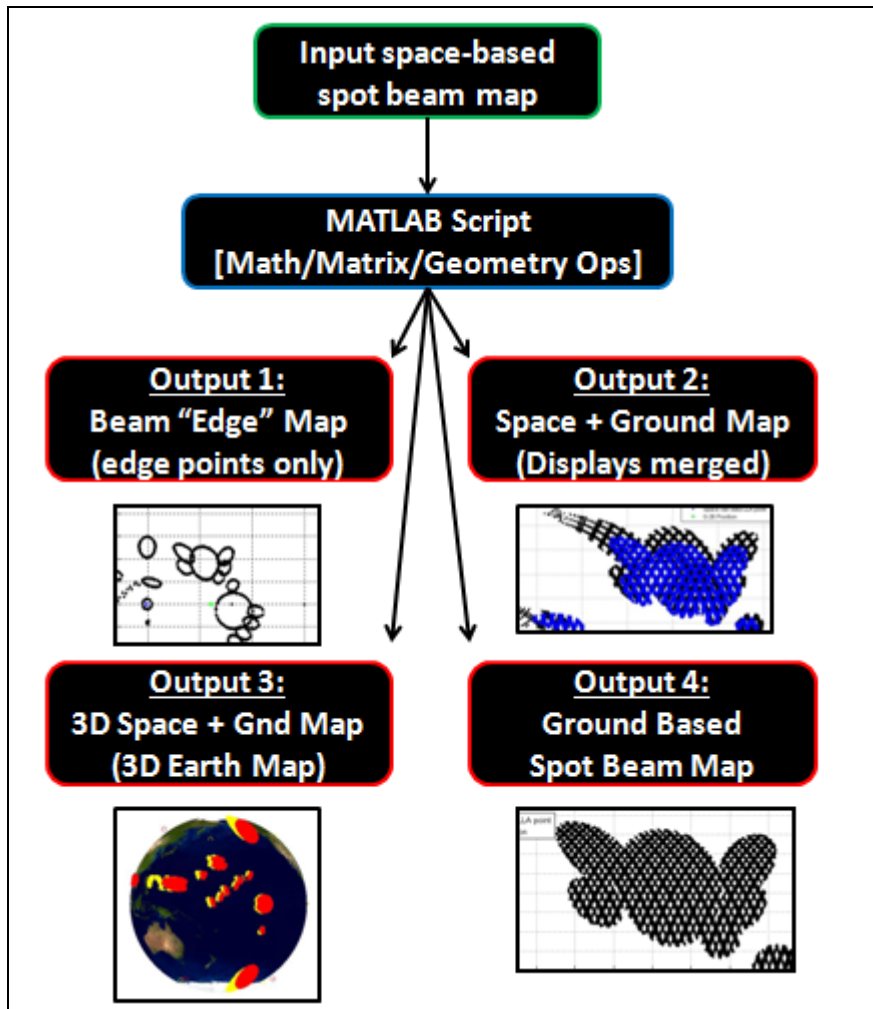 Input space-based
spot beam map
MATLAB Script
[Math/Matrix/Geometry Ops]
Output 1:
Beam “Edge” Map
(edge points only)
Output 2:
Space + Ground Map
(Displays merged)
Output 3:
3D Space + Gnd Map
(3D Earth Map)
Output 4:
Ground Based
Spot Beam Map